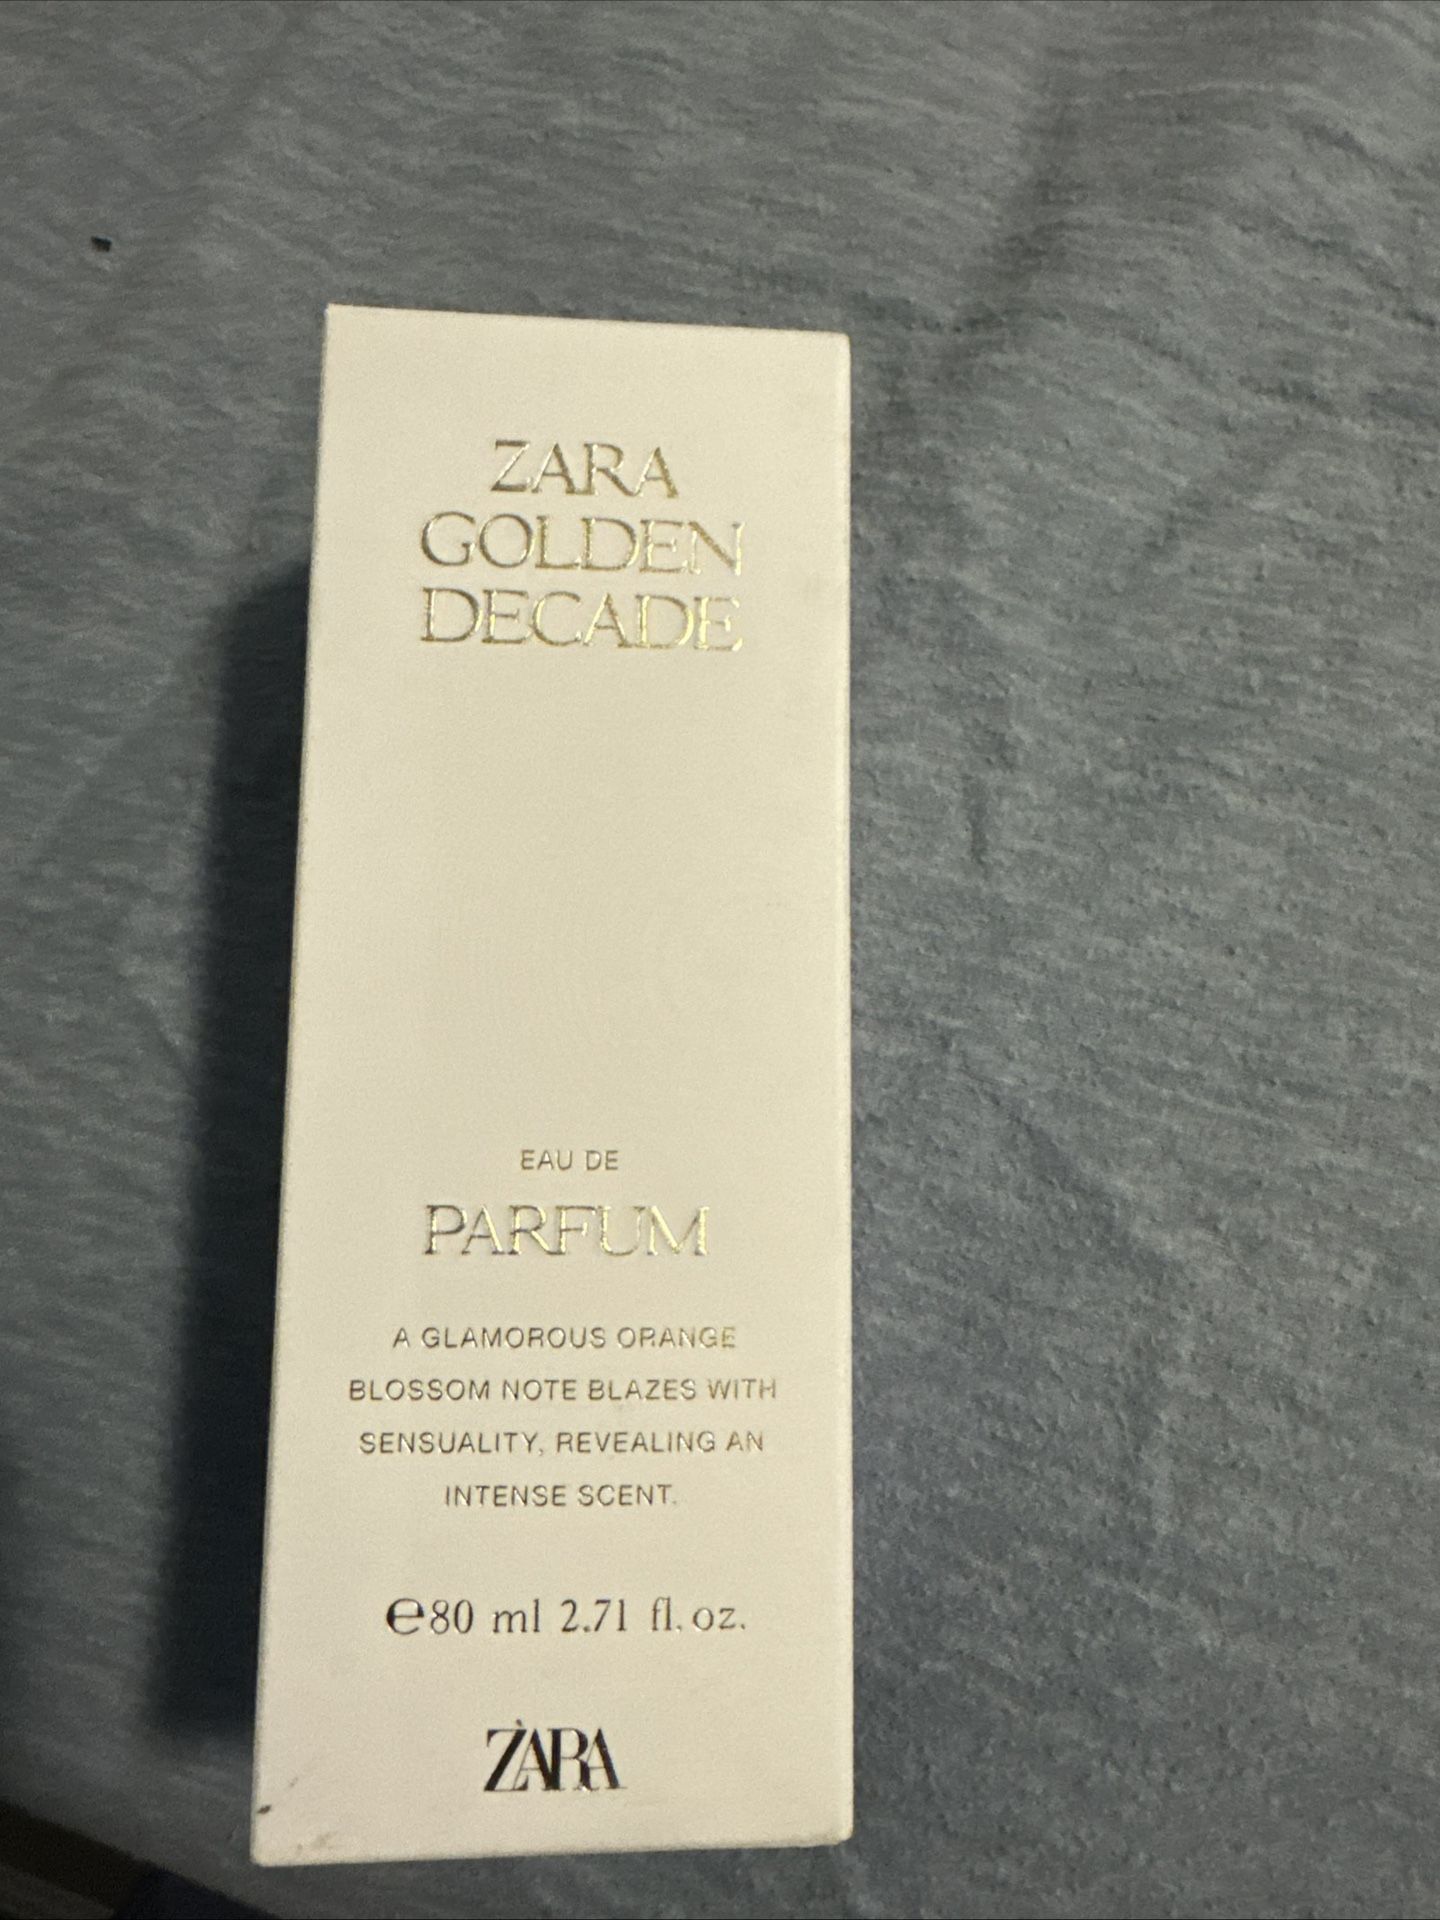 ZARA
GOLDEN
DECADE
EAU DE
PARFUM
A GLAMOROUS ORANGE
BLOSSOM NOTE BLAZES WITH
SENSUALITY, REVEALING AN
INTENSE SCENT.
℮80 ml 2.71 fl. oz.
ZARA